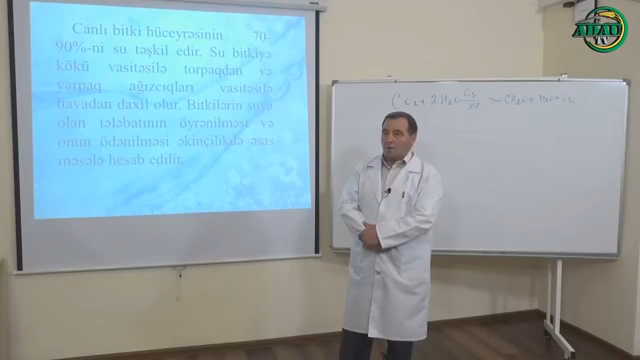 Canlı bitki hüceyrəsinin 70-
90%-ni su təşkil edir. Su bitkiyə
kökü vasitəsilə torpaqdan və
yarpaq ağızcıqları vasitəsilə
havadan daxil olur. Bitkilərin suya
olan tələbatının öyrənilməsi və
onun ödənilməsi əkinçilikdə əsas
məsələ hesab edilir.
ADAU
TV